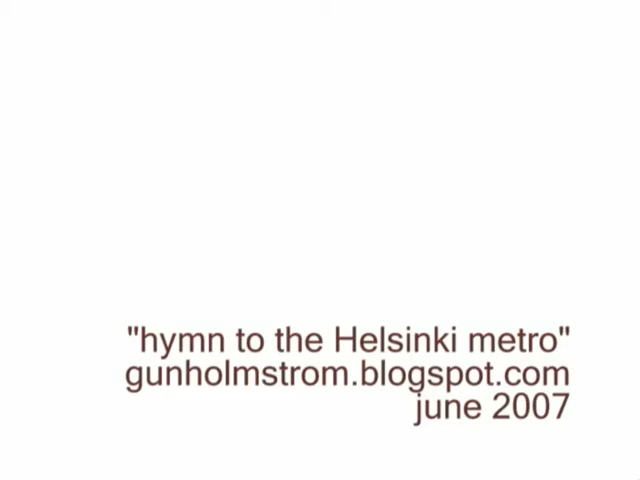 "hymn to the Helsinki metro"
gunholmstrom.blogspot.com
june 2007